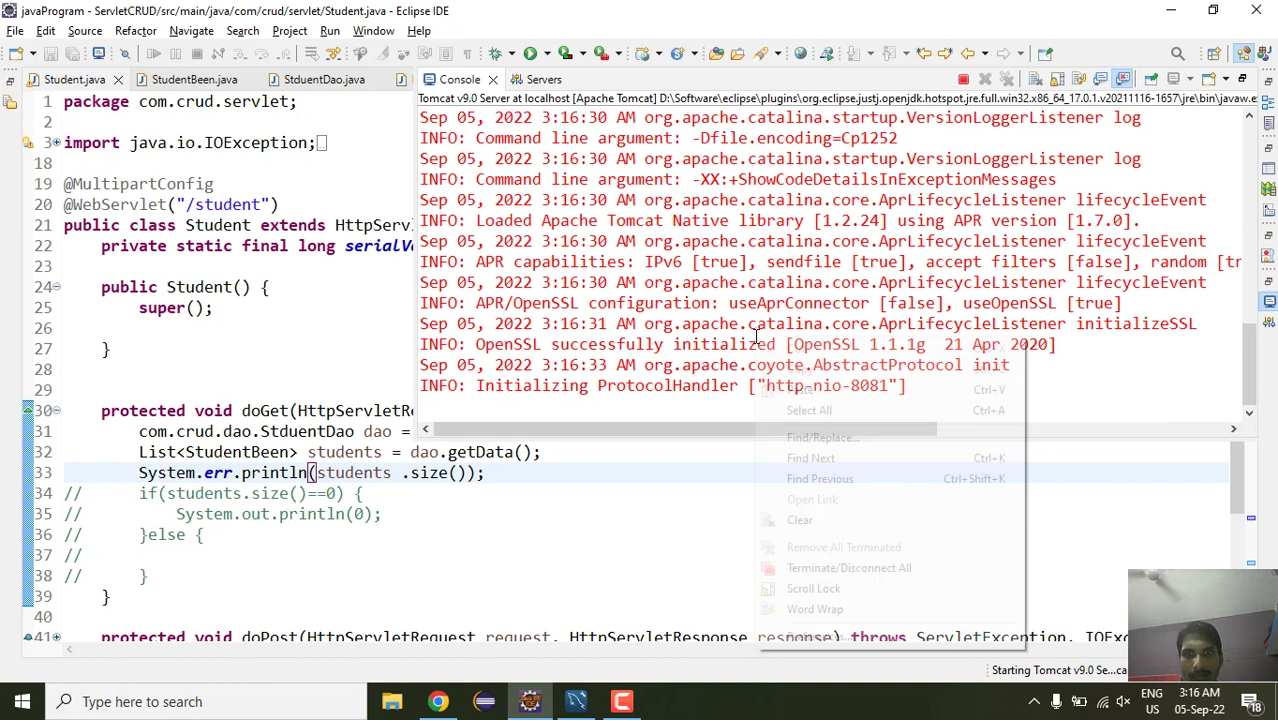 javaProgram - ServletCRUD/src/main/java/com/crud/servlet/Student.java - Eclipse IDE
File Edit Source Refactor Navigate Search Project Run Window Help
Student.java StudentBeen.java StduentDao.java
Console Servers
Tomcat v9.0 Server at localhost [Apache Tomcat] D:\Software\eclipse\plugins\org.eclipse.justj.openjdk.hotspot.jre.full.win32.x86_64_17.0.1.v20211116-1657\jre\bin\javaw.e
1 package com.crud.servlet;
2
3 import java.io.IOException;
18
19 @MultipartConfig
20 @WebServlet("/student")
21 public class Student extends HttpServ
22 private static final long serialVe
23
24 public Student() {
25 super();
26
27 }
28
29
30 protected void doGet(HttpServletRe
31 com.crud.dao.StduentDao dao =
32 List<StudentBeen> students = dao.getData();
33 System.err.println(students .size());
34 // if(students.size()==0) {
35 // System.out.println(0);
36 // }else {
37 //
38 // }
39 }
40
41 protected void doPost(HttpServletRequest request, HttpServletResponse response) throws ServletException, IOExc
Sep 05, 2022 3:16:30 AM org.apache.catalina.startup.VersionLoggerListener log
INFO: Command line argument: -Dfile.encoding=Cp1252
Sep 05, 2022 3:16:30 AM org.apache.catalina.startup.VersionLoggerListener log
INFO: Command line argument: -XX:+ShowCodeDetailsInExceptionMessages
Sep 05, 2022 3:16:30 AM org.apache.catalina.core.AprLifecycleListener lifecycleEvent
INFO: Loaded Apache Tomcat Native library [1.2.24] using APR version [1.7.0].
Sep 05, 2022 3:16:30 AM org.apache.catalina.core.AprLifecycleListener lifecycleEvent
INFO: APR capabilities: IPv6 [true], sendfile [true], accept filters [false], random [tr
Sep 05, 2022 3:16:30 AM org.apache.catalina.core.AprLifecycleListener lifecycleEvent
INFO: APR/OpenSSL configuration: useAprConnector [false], useOpenSSL [true]
Sep 05, 2022 3:16:31 AM org.apache.catalina.core.AprLifecycleListener initializeSSL
INFO: OpenSSL successfully initialized [OpenSSL 1.1.1g 21 Apr 2020]
Sep 05, 2022 3:16:33 AM org.apache.coyote.AbstractProtocol init
INFO: Initializing ProtocolHandler ["http-nio-8081"]
Paste Ctrl+V
Select All Ctrl+A
Find/Replace...
Find Next Ctrl+K
Find Previous Ctrl+Shift+K
Open Link
Clear
Remove All Terminated
Terminate/Disconnect All
Scroll Lock
Word Wrap
Starting Tomcat v9.0 Se...
Type here to search
ENG
US
3:16 AM
05-Sep-22
18